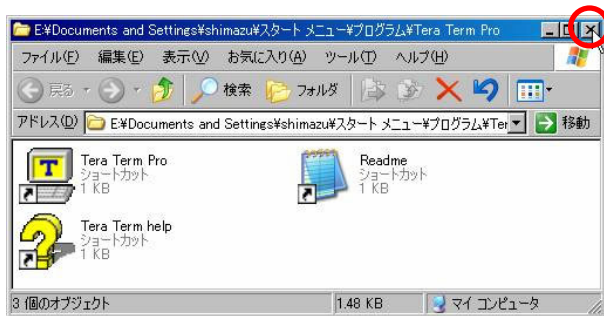 E:¥Documents and Settings¥shimazu¥スタート メニュー¥プログラム¥Tera Term Pro
ファイル(F) 編集(E) 表示(V) お気に入り(A) ツール(T) ヘルプ(H)
戻る 検索 フォルダ
アドレス(D) E:¥Documents and Settings¥shimazu¥スタート メニュー¥プログラム¥Ter 移動
Tera Term Pro
ショートカット
1 KB
Readme
ショートカット
1 KB
Tera Term help
ショートカット
1 KB
3 個のオブジェクト 1.48 KB マイ コンピュータ